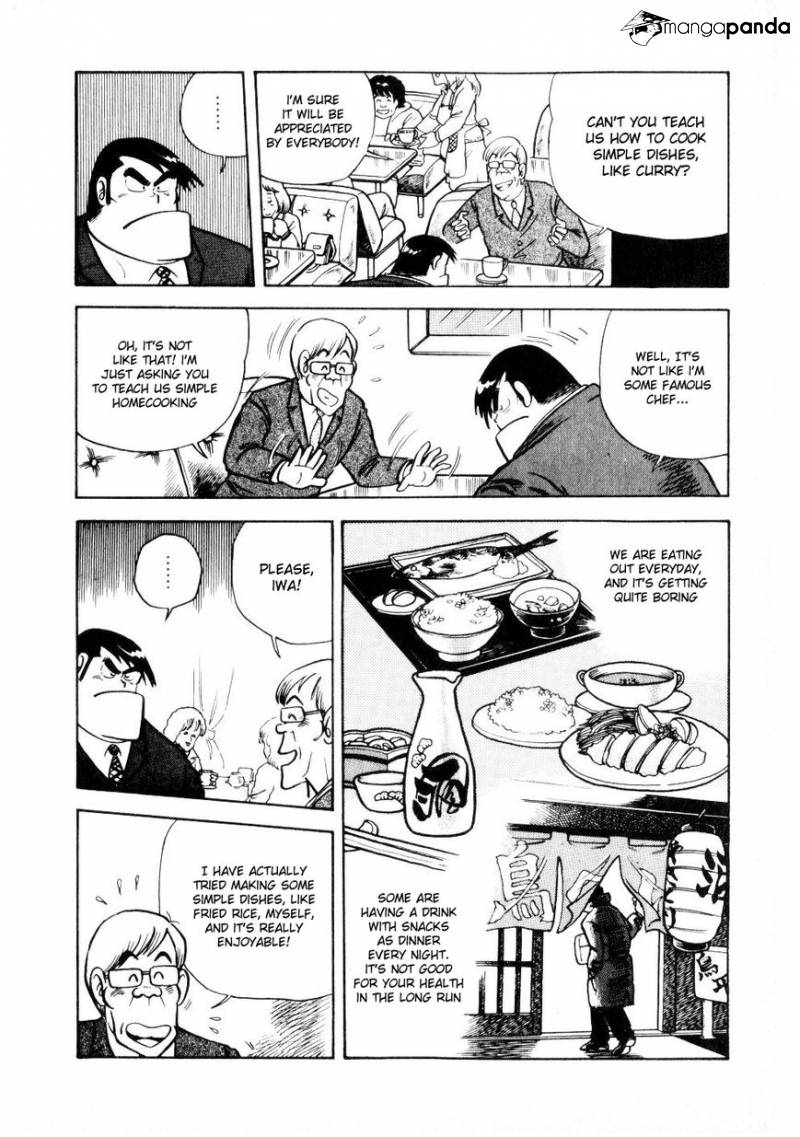 mangapanda
CAN'T YOU TEACH
US HOW TO COOK
SIMPLE DISHES,
LIKE CURRY?
I'M SURE
IT WILL BE
APPRECIATED
BY EVERYBODY!
......
WELL, IT'S
NOT LIKE I'M
SOME FAMOUS
CHEF...
OH, IT'S NOT
LIKE THAT! I'M
JUST ASKING YOU
TO TEACH US SIMPLE
HOMECOOKING
WE ARE EATING
OUT EVERYDAY,
AND IT'S GETTING
QUITE BORING
SOME ARE
HAVING A DRINK
WITH SNACKS
AS DINNER
EVERY NIGHT.
IT'S NOT GOOD
FOR YOUR HEALTH
IN THE LONG RUN
鳥
PLEASE,
IWA!
......
I HAVE ACTUALLY
TRIED MAKING SOME
SIMPLE DISHES, LIKE
FRIED RICE, MYSELF,
AND IT'S REALLY
ENJOYABLE!